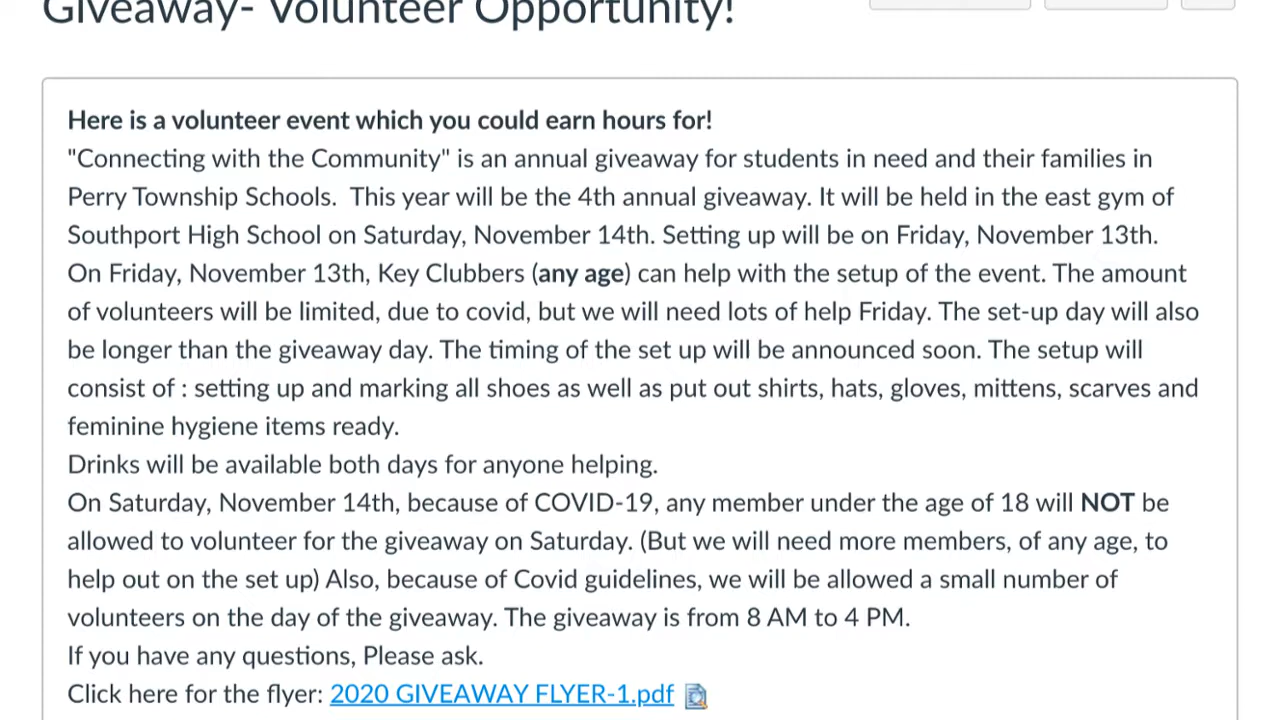 Giveaway- Volunteer Opportunity!
Here is a volunteer event which you could earn hours for!
"Connecting with the Community" is an annual giveaway for students in need and their families in
Perry Township Schools.  This year will be the 4th annual giveaway. It will be held in the east gym of
Southport High School on Saturday, November 14th. Setting up will be on Friday, November 13th.
On Friday, November 13th, Key Clubbers (any age) can help with the setup of the event. The amount
of volunteers will be limited, due to covid, but we will need lots of help Friday. The set-up day will also
be longer than the giveaway day. The timing of the set up will be announced soon. The setup will
consist of : setting up and marking all shoes as well as put out shirts, hats, gloves, mittens, scarves and
feminine hygiene items ready.
Drinks will be available both days for anyone helping.
On Saturday, November 14th, because of COVID-19, any member under the age of 18 will NOT be
allowed to volunteer for the giveaway on Saturday. (But we will need more members, of any age, to
help out on the set up) Also, because of Covid guidelines, we will be allowed a small number of
volunteers on the day of the giveaway. The giveaway is from 8 AM to 4 PM.
If you have any questions, Please ask.
Click here for the flyer: 2020 GIVEAWAY FLYER-1.pdf